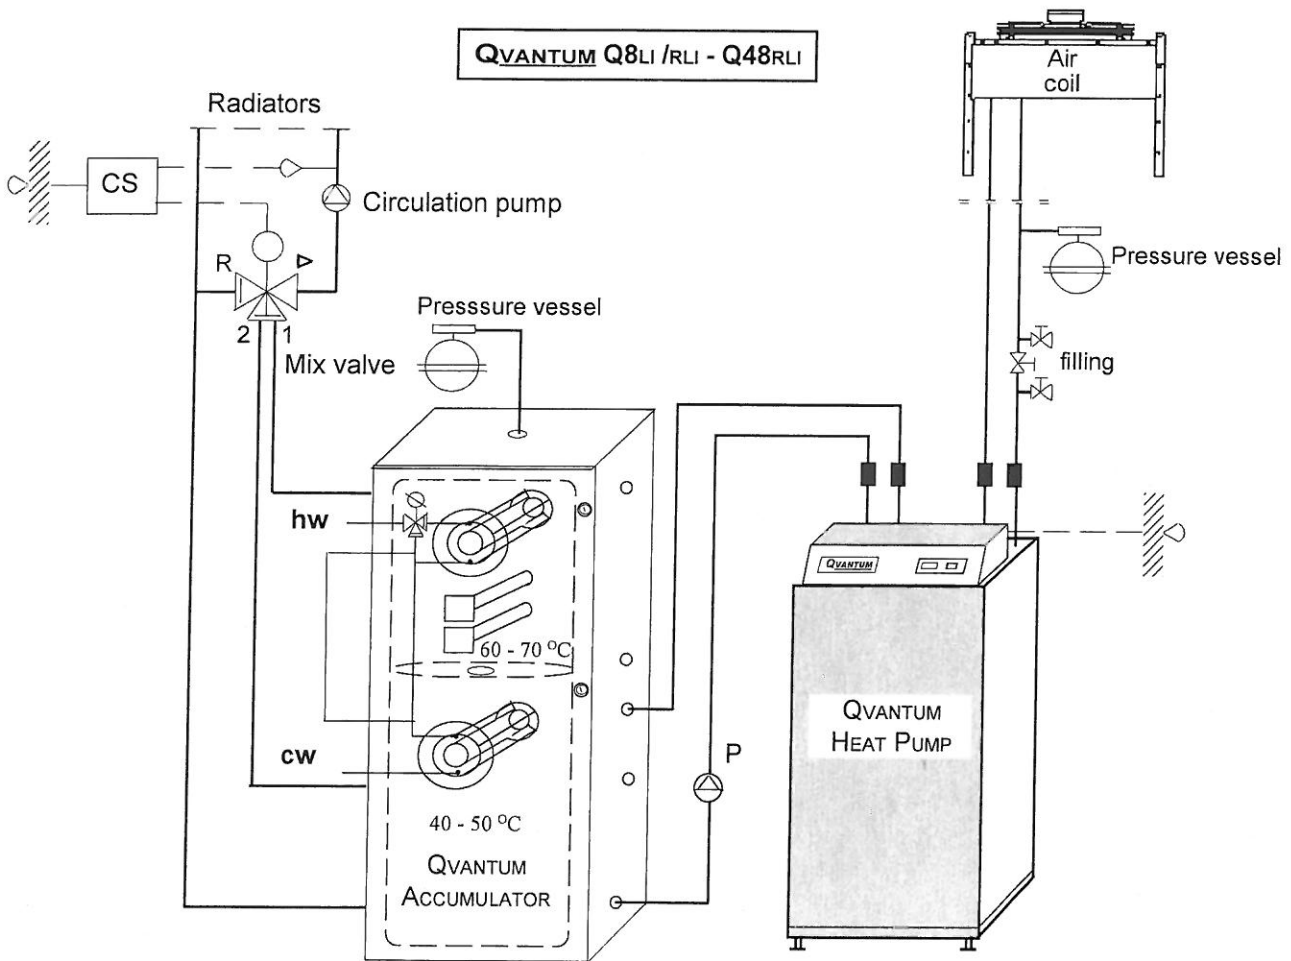 QVANTUM Q8LI /RLI - Q48RLI
Air
coil
Radiators
CS
Circulation pump
R
Pressure vessel
2
1
Presssure vessel
Mix valve
filling
hw
QVANTUM
60 - 70 °C
QVANTUM
HEAT PUMP
cw
P
40 - 50 °C
QVANTUM
ACCUMULATOR